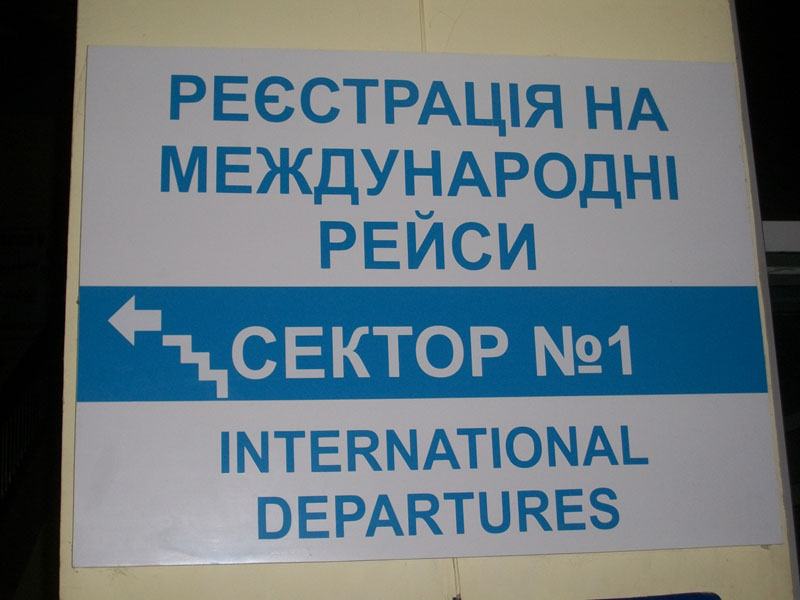 РЕЄСТРАЦІЯ НА
МЕЖДУНАРОДНІ
РЕЙСИ
СЕКТОР №1
INTERNATIONAL
DEPARTURES